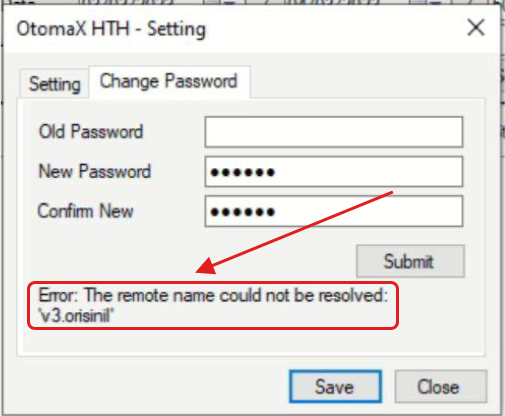 OtomaX HTH - Setting
Setting
Change Password
Old Password
New Password
Confirm New
Submit
Error: The remote name could not be resolved:
'v3.orisinil'
Save
Close